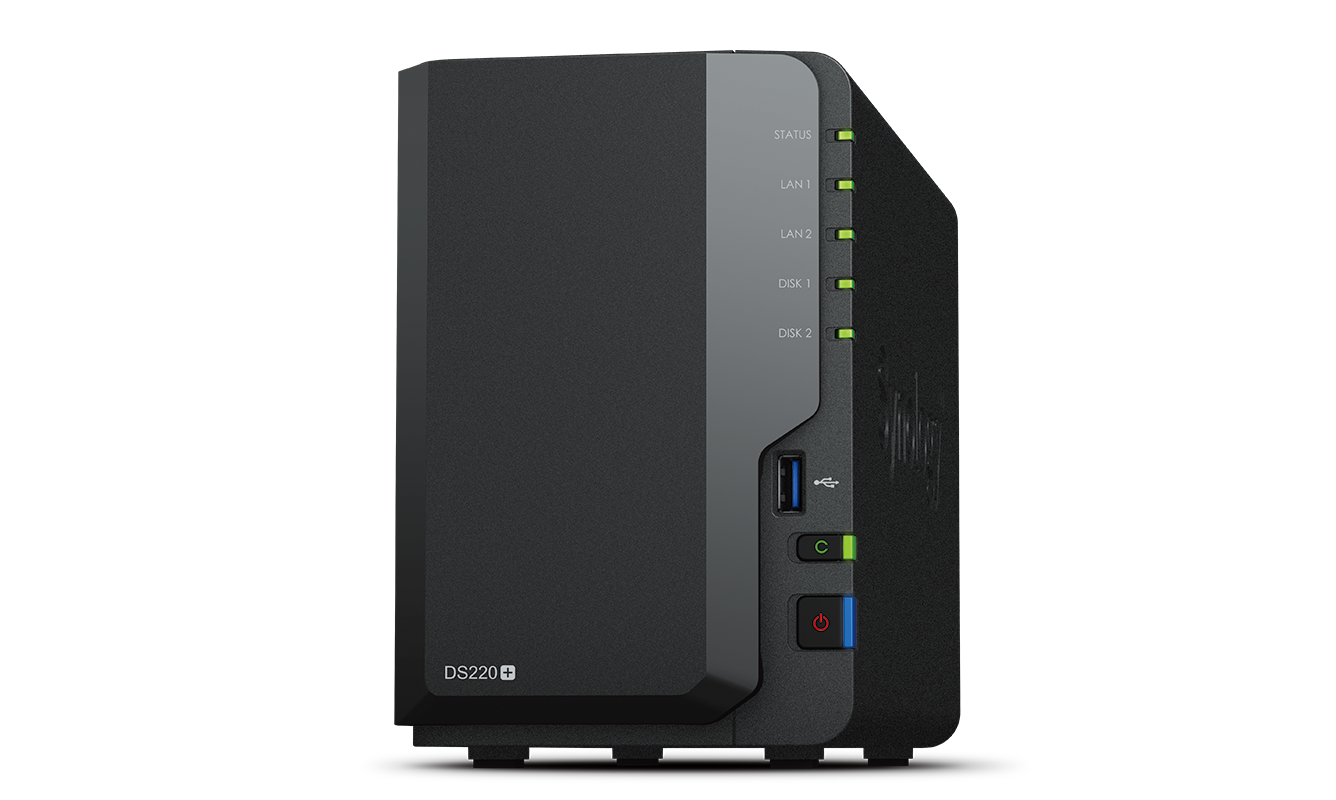 STATUS
LAN 1
LAN 2
DISK 1
DISK 2
C
DS220+